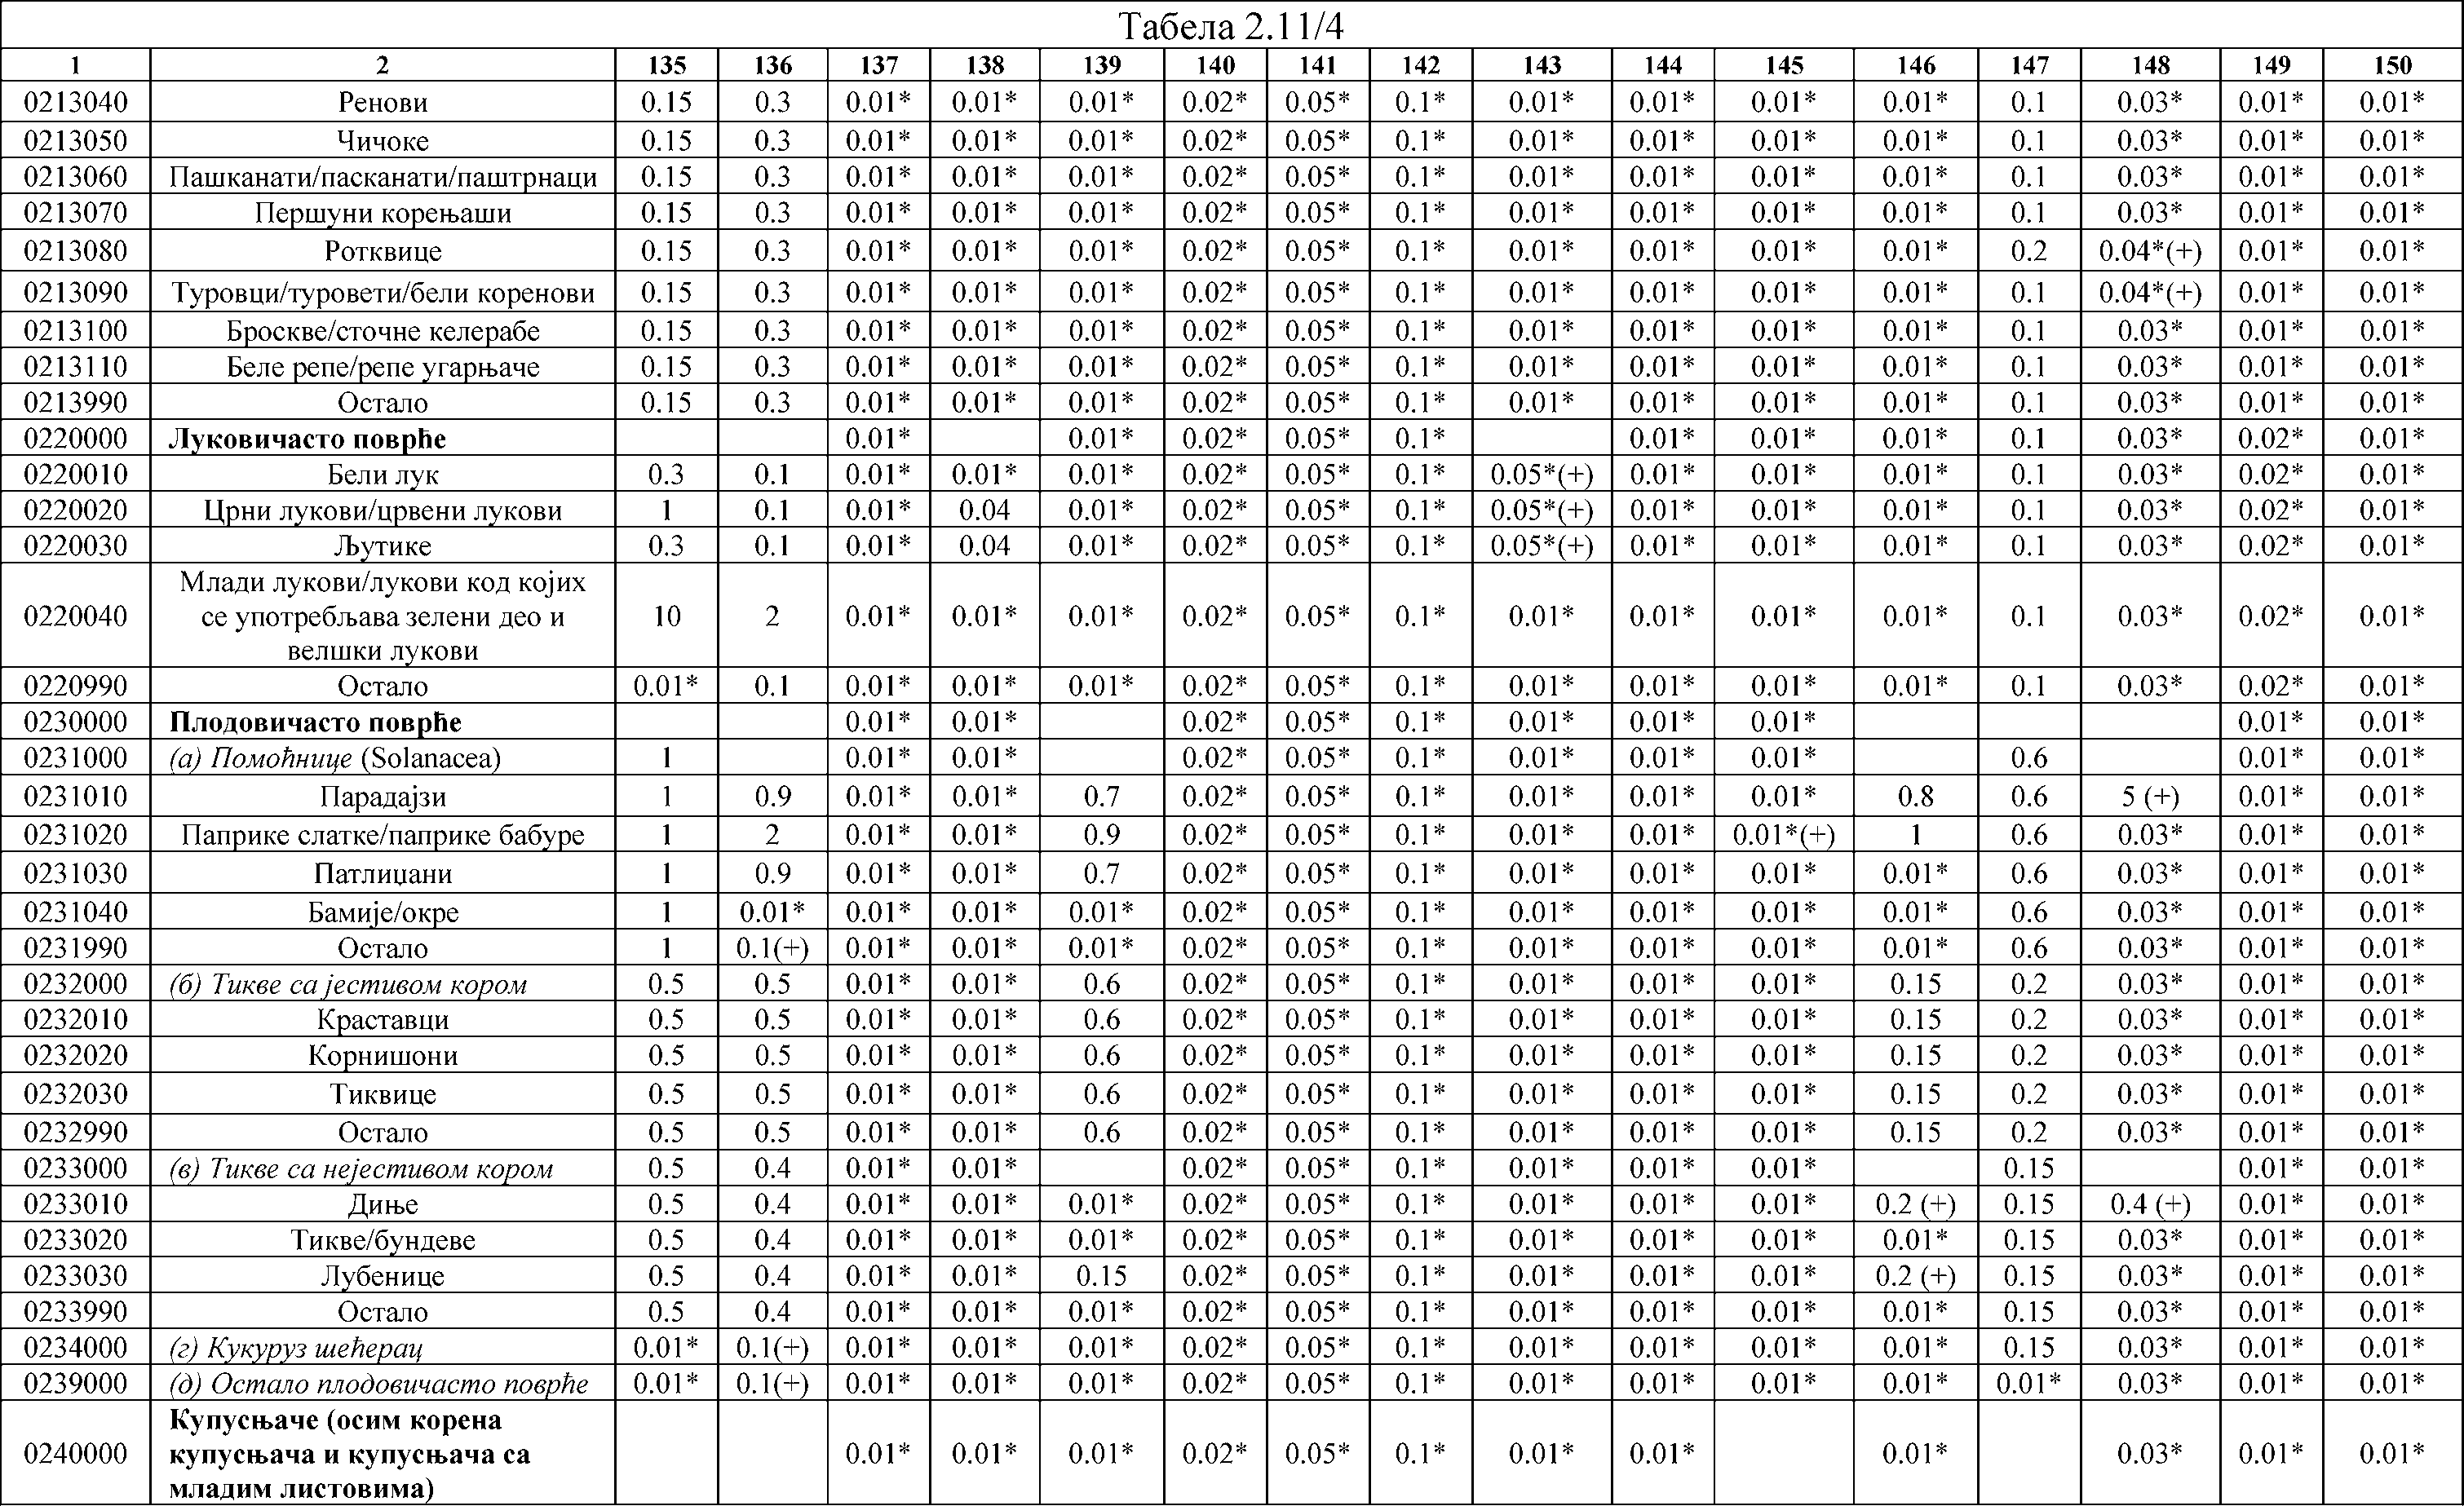 Табела 2.11/4
1 2 135 136 137 138 139 140 141 142 143 144 145 146 147 148 149 150
0213040 Ренови 0.15 0.3 0.01* 0.01* 0.01* 0.02* 0.05* 0.1* 0.01* 0.01* 0.01* 0.01* 0.1 0.03* 0.01* 0.01*
0213050 Чичоке 0.15 0.3 0.01* 0.01* 0.01* 0.02* 0.05* 0.1* 0.01* 0.01* 0.01* 0.01* 0.1 0.03* 0.01* 0.01*
0213060 Пашканати/пасканати/паштрнаци 0.15 0.3 0.01* 0.01* 0.01* 0.02* 0.05* 0.1* 0.01* 0.01* 0.01* 0.01* 0.1 0.03* 0.01* 0.01*
0213070 Першуни корењаши 0.15 0.3 0.01* 0.01* 0.01* 0.02* 0.05* 0.1* 0.01* 0.01* 0.01* 0.01* 0.1 0.03* 0.01* 0.01*
0213080 Ротквице 0.15 0.3 0.01* 0.01* 0.01* 0.02* 0.05* 0.1* 0.01* 0.01* 0.01* 0.01* 0.2 0.04*(+) 0.01* 0.01*
0213090 Туровци/туровети/бели коренови 0.15 0.3 0.01* 0.01* 0.01* 0.02* 0.05* 0.1* 0.01* 0.01* 0.01* 0.01* 0.1 0.04*(+) 0.01* 0.01*
0213100 Броскве/сточне келерабе 0.15 0.3 0.01* 0.01* 0.01* 0.02* 0.05* 0.1* 0.01* 0.01* 0.01* 0.01* 0.1 0.03* 0.01* 0.01*
0213110 Беле репе/репе угарњаче 0.15 0.3 0.01* 0.01* 0.01* 0.02* 0.05* 0.1* 0.01* 0.01* 0.01* 0.01* 0.1 0.03* 0.01* 0.01*
0213990 Остало 0.15 0.3 0.01* 0.01* 0.01* 0.02* 0.05* 0.1* 0.01* 0.01* 0.01* 0.01* 0.1 0.03* 0.01* 0.01*
0220000 Луковичасто поврће 0.01* 0.01* 0.02* 0.05* 0.1* 0.01* 0.01* 0.01* 0.1 0.03* 0.02* 0.01*
0220010 Бели лук 0.3 0.1 0.01* 0.01* 0.01* 0.02* 0.05* 0.1* 0.05*(+) 0.01* 0.01* 0.01* 0.1 0.03* 0.02* 0.01*
0220020 Црни лукови/црвени лукови 1 0.1 0.01* 0.04 0.01* 0.02* 0.05* 0.1* 0.05*(+) 0.01* 0.01* 0.01* 0.1 0.03* 0.02* 0.01*
0220030 Љутике 0.3 0.1 0.01* 0.04 0.01* 0.02* 0.05* 0.1* 0.05*(+) 0.01* 0.01* 0.01* 0.1 0.03* 0.02* 0.01*
Млади лукови/лукови код којих
0220040 се употребљава зелени део и 10 2 0.01* 0.01* 0.01* 0.02* 0.05* 0.1* 0.01* 0.01* 0.01* 0.01* 0.1 0.03* 0.02* 0.01*
велшки лукови
0220990 Остало 0.01* 0.1 0.01* 0.01* 0.01* 0.02* 0.05* 0.1* 0.01* 0.01* 0.01* 0.01* 0.1 0.03* 0.02* 0.01*
0230000 Плодовичасто поврће 0.01* 0.01* 0.02* 0.05* 0.1* 0.01* 0.01* 0.01* 0.01* 0.01*
0231000 (а) Помоћнице (Solanacea) 1 0.01* 0.01* 0.02* 0.05* 0.1* 0.01* 0.01* 0.01* 0.6 0.01* 0.01*
0231010 Парадајзи 1 0.9 0.01* 0.01* 0.7 0.02* 0.05* 0.1* 0.01* 0.01* 0.01* 0.8 0.6 5 (+) 0.01* 0.01*
0231020 Паприке слатке/паприке бабуре 1 2 0.01* 0.01* 0.9 0.02* 0.05* 0.1* 0.01* 0.01* 0.01*(+) 1 0.6 0.03* 0.01* 0.01*
0231030 Патлиџани 1 0.9 0.01* 0.01* 0.7 0.02* 0.05* 0.1* 0.01* 0.01* 0.01* 0.01* 0.6 0.03* 0.01* 0.01*
0231040 Бамије/окре 1 0.01* 0.01* 0.01* 0.01* 0.02* 0.05* 0.1* 0.01* 0.01* 0.01* 0.01* 0.6 0.03* 0.01* 0.01*
0231990 Остало 1 0.1(+) 0.01* 0.01* 0.01* 0.02* 0.05* 0.1* 0.01* 0.01* 0.01* 0.01* 0.6 0.03* 0.01* 0.01*
0232000 (б) Тикве са јестивом кором 0.5 0.5 0.01* 0.01* 0.6 0.02* 0.05* 0.1* 0.01* 0.01* 0.01* 0.15 0.2 0.03* 0.01* 0.01*
0232010 Краставци 0.5 0.5 0.01* 0.01* 0.6 0.02* 0.05* 0.1* 0.01* 0.01* 0.01* 0.15 0.2 0.03* 0.01* 0.01*
0232020 Корнишони 0.5 0.5 0.01* 0.01* 0.6 0.02* 0.05* 0.1* 0.01* 0.01* 0.01* 0.15 0.2 0.03* 0.01* 0.01*
0232030 Тиквице 0.5 0.5 0.01* 0.01* 0.6 0.02* 0.05* 0.1* 0.01* 0.01* 0.01* 0.15 0.2 0.03* 0.01* 0.01*
0232990 Остало 0.5 0.5 0.01* 0.01* 0.6 0.02* 0.05* 0.1* 0.01* 0.01* 0.01* 0.15 0.2 0.03* 0.01* 0.01*
0233000 (в) Тикве са нејестивом кором 0.5 0.4 0.01* 0.01* 0.02* 0.05* 0.1* 0.01* 0.01* 0.01* 0.15 0.01* 0.01*
0233010 Диње 0.5 0.4 0.01* 0.01* 0.01* 0.02* 0.05* 0.1* 0.01* 0.01* 0.01* 0.2 (+) 0.15 0.4 (+) 0.01* 0.01*
0233020 Тикве/бундеве 0.5 0.4 0.01* 0.01* 0.01* 0.02* 0.05* 0.1* 0.01* 0.01* 0.01* 0.01* 0.15 0.03* 0.01* 0.01*
0233030 Лубенице 0.5 0.4 0.01* 0.01* 0.15 0.02* 0.05* 0.1* 0.01* 0.01* 0.01* 0.2 (+) 0.15 0.03* 0.01* 0.01*
0233990 Остало 0.5 0.4 0.01* 0.01* 0.01* 0.02* 0.05* 0.1* 0.01* 0.01* 0.01* 0.01* 0.15 0.03* 0.01* 0.01*
0234000 (г) Кукуруз шећерац 0.01* 0.1(+) 0.01* 0.01* 0.01* 0.02* 0.05* 0.1* 0.01* 0.01* 0.01* 0.01* 0.15 0.03* 0.01* 0.01*
0239000 (д) Остало плодовичасто поврће 0.01* 0.1(+) 0.01* 0.01* 0.01* 0.02* 0.05* 0.1* 0.01* 0.01* 0.01* 0.01* 0.01* 0.03* 0.01* 0.01*
Купусњаче (осим корена
0240000 купусњача и купусњача са 0.01* 0.01* 0.01* 0.02* 0.05* 0.1* 0.01* 0.01* 0.01* 0.03* 0.01* 0.01*
младим листовима)